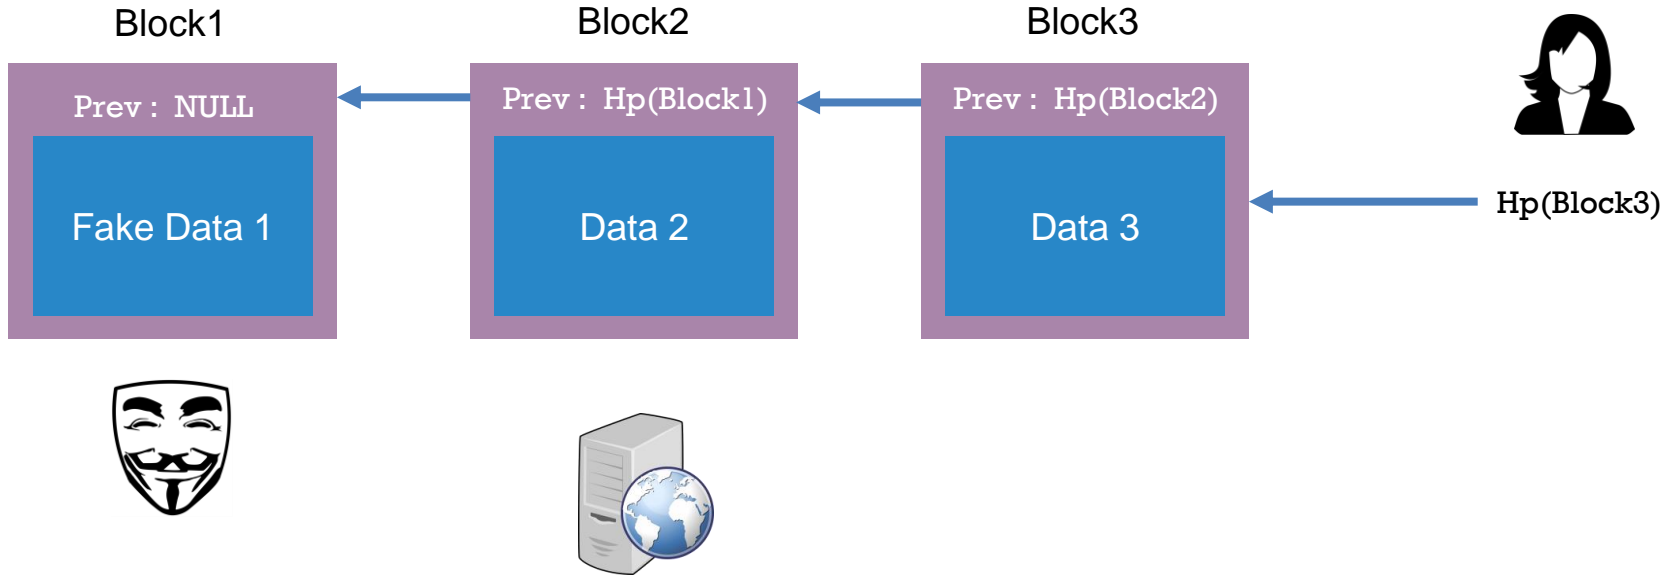 Block1
Block2
Block3
Prev : NULL
Prev : Hp(Block1)
Prev : Hp(Block2)
Fake Data 1
Data 2
Data 3
Hp(Block3)